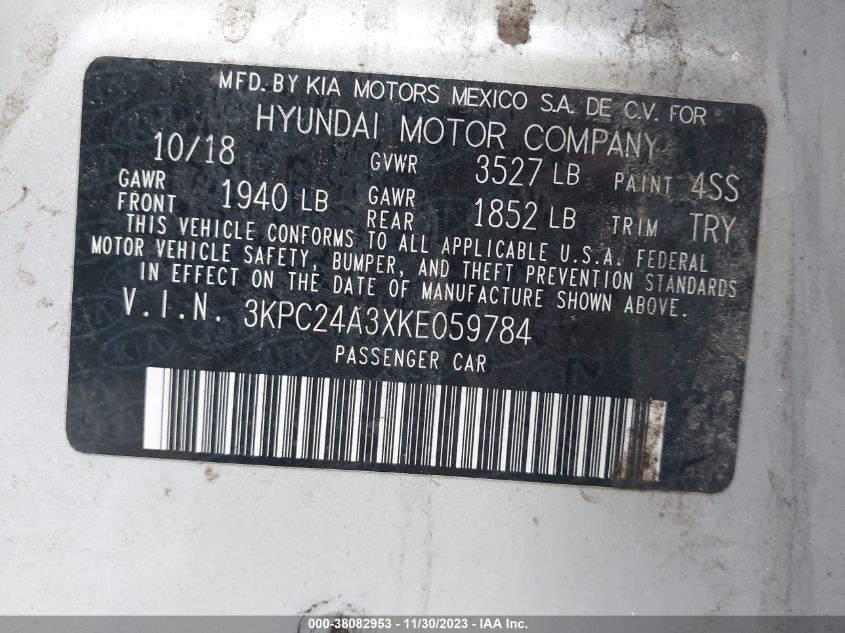 MFD. BY KIA MOTORS MEXICO S.A. DE C.V. FOR
HYUNDAI MOTOR COMPANY
10/18 GVWR 3527 LB PAINT 4SS
GAWR FRONT 1940 LB GAWR REAR 1852 LB TRIM TRY
THIS VEHICLE CONFORMS TO ALL APPLICABLE U.S.A. FEDERAL
MOTOR VEHICLE SAFETY, BUMPER, AND THEFT PREVENTION STANDARDS
IN EFFECT ON THE DATE OF MANUFACTURE SHOWN ABOVE.
V.I.N. 3KPC24A3XKE059784
PASSENGER CAR
000-38082953 - 11/30/2023 - IAA Inc.